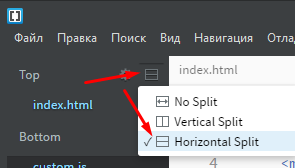 Файл Правка Поиск Вид Навигация
Top
index.html
index.html
No Split
Vertical Split
✓ Horizontal Split
Bottom
custom.js
4